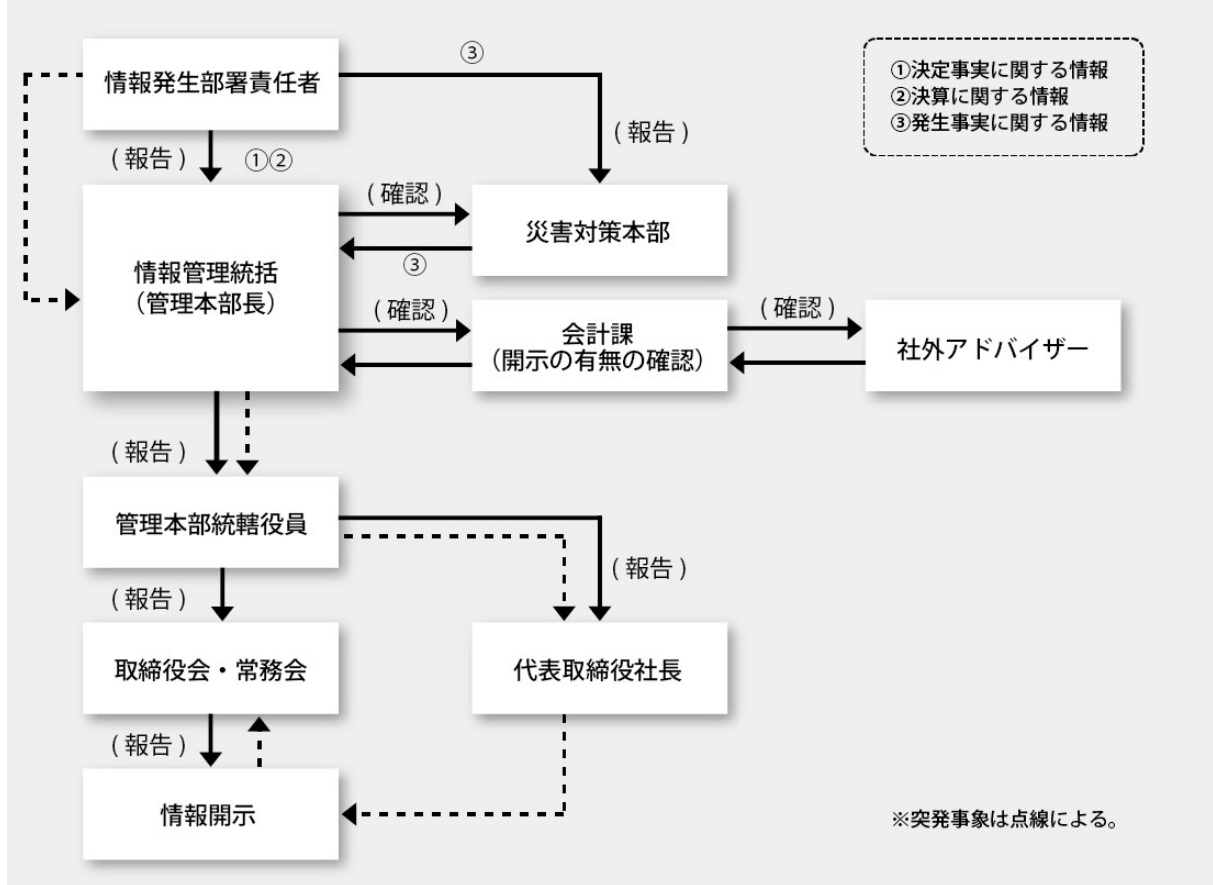 ③
情報発生部署責任者
①決定事実に関する情報
②決算に関する情報
③発生事実に関する情報
(報告)
(報告)
①②
(確認)
災害対策本部
③
情報管理統括
(管理本部長)
(確認)
(確認)
会計課
(開示の有無の確認)
社外アドバイザー
(報告)
管理本部統轄役員
(報告)
(報告)
取締役会・常務会
代表取締役社長
(報告)
情報開示
※突発事象は点線による。